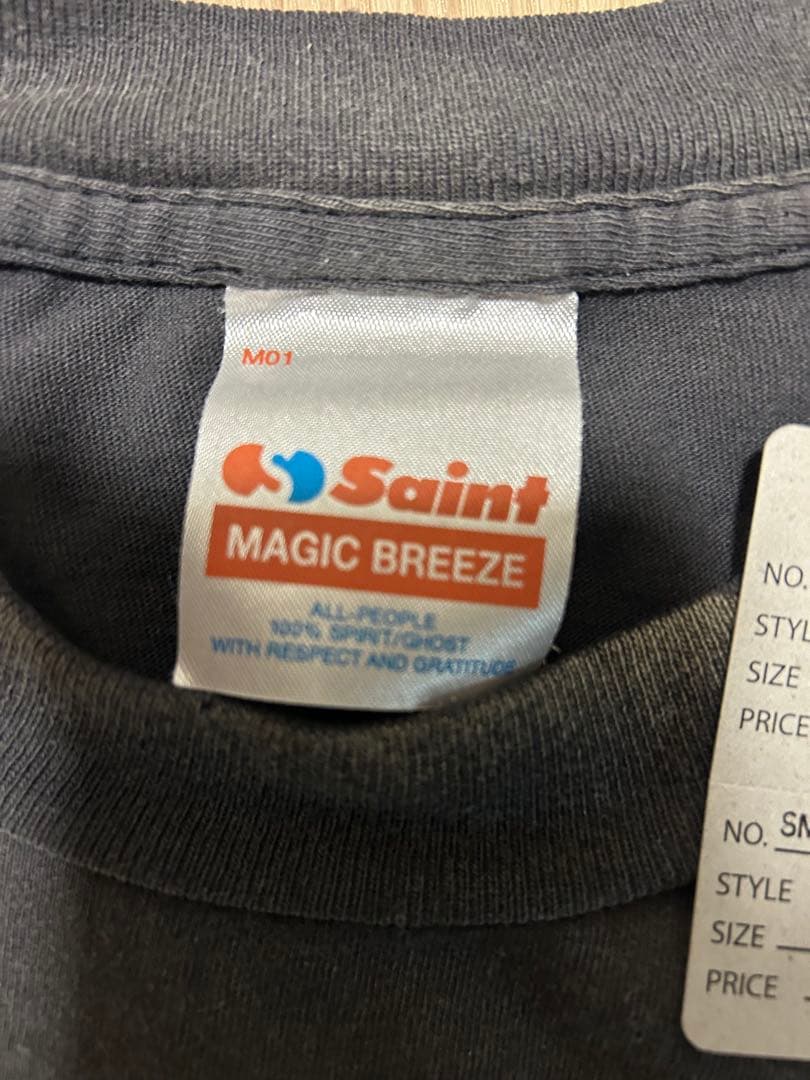 M01
Saint
MAGIC BREEZE
ALL-PEOPLE
100% SPIRIT/GHOST
WITH RESPECT AND GRATITUDE
NO.
STYL
SIZE
PRICE
NO. SM
STYLE
SIZE
PRICE